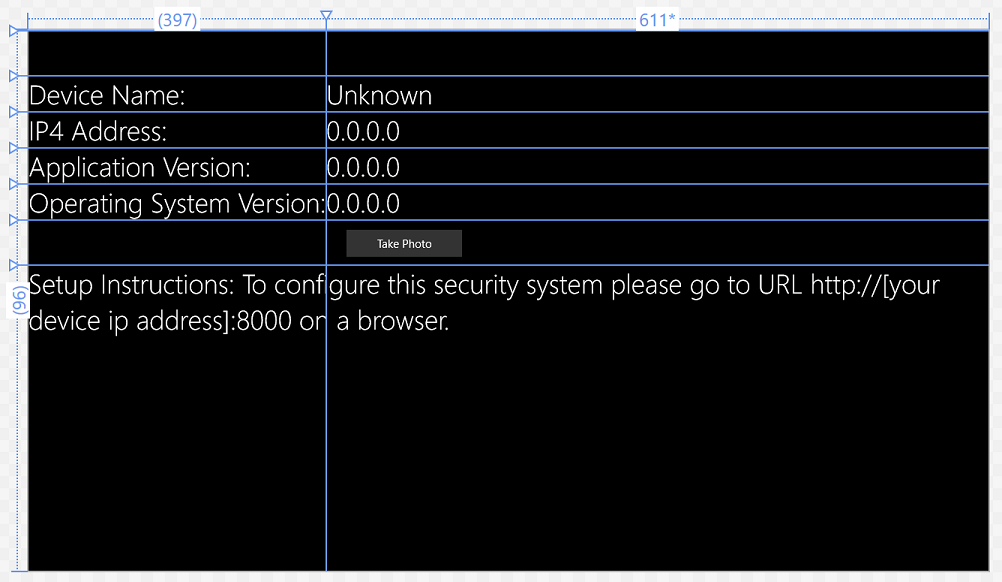 (397) 611*
Device Name: Unknown
IP4 Address: 0.0.0.0
Application Version: 0.0.0.0
Operating System Version: 0.0.0.0
Take Photo
(96)
Setup Instructions: To configure this security system please go to URL http://[your
device ip address]:8000 on a browser.